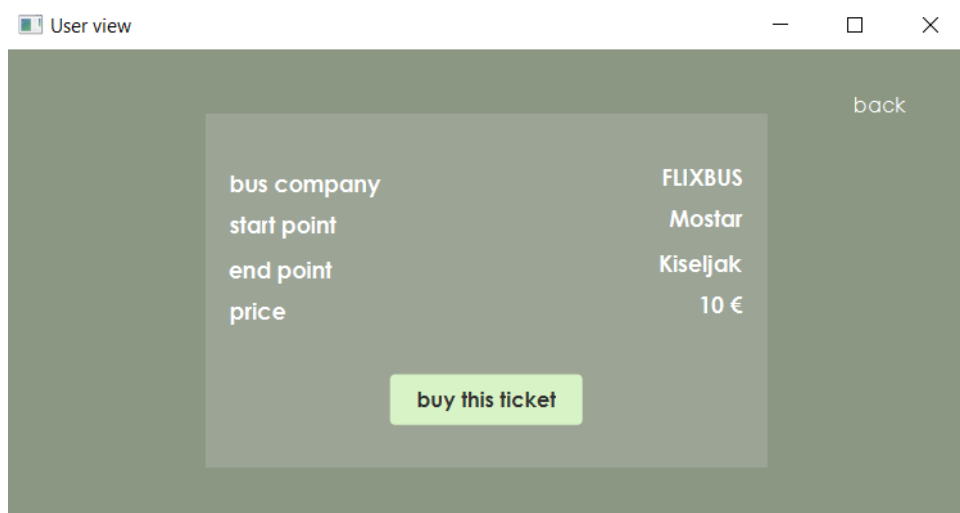 User view
back
bus company FLIXBUS
start point Mostar
end point Kiseljak
price 10 €
buy this ticket